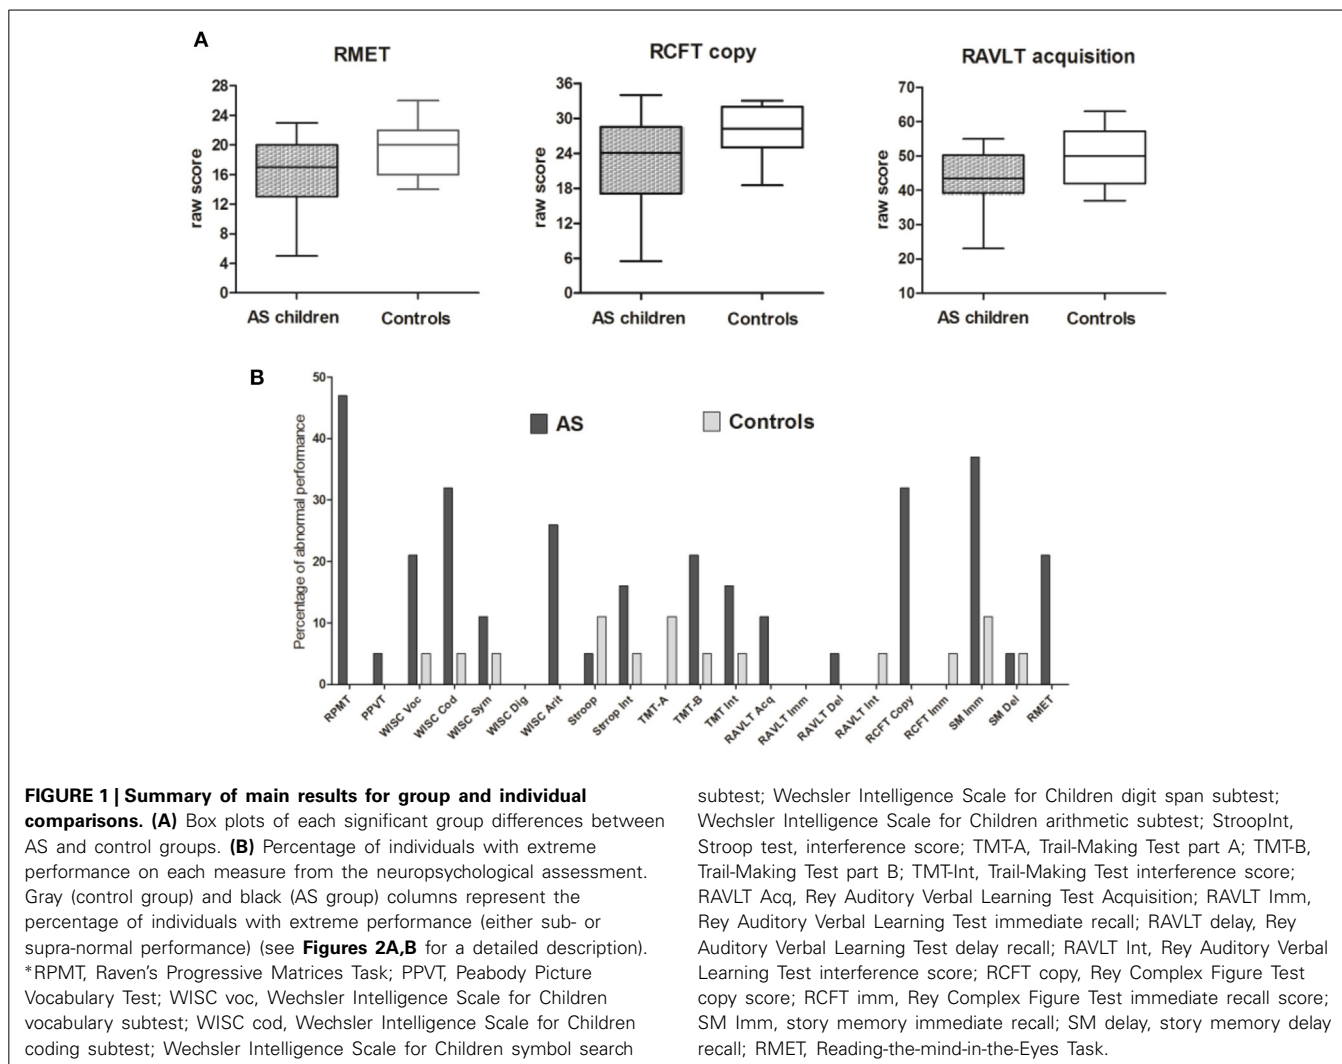 A
RMET
RCFT copy
RAVLT acquisition
raw score
28
24
20
16
12
8
4
0
AS children
Controls
raw score
36
30
24
18
12
6
0
AS children
Controls
raw score
70
60
50
40
30
20
10
AS children
Controls
B
Percentage of abnormal performance
50
40
30
20
10
0
AS
Controls
RPMT
PPVT
WISC Voc
WISC Cod
WISC Sym
WISC Dig
WISC Arit
Stroop
Strrop Int
TMT-A
TMT-B
TMT Int
RAVLT Acq
RAVLT Imm
RAVLT Del
RAVLT Int
RCFT Copy
RCFT Imm
SM Imm
SM Del
RMET
FIGURE 1 | Summary of main results for group and individual
comparisons. (A) Box plots of each significant group differences between
AS and control groups. (B) Percentage of individuals with extreme
performance on each measure from the neuropsychological assessment.
Gray (control group) and black (AS group) columns represent the
percentage of individuals with extreme performance (either sub- or
supra-normal performance) (see Figures 2A,B for a detailed description).
*RPMT, Raven's Progressive Matrices Task; PPVT, Peabody Picture
Vocabulary Test; WISC voc, Wechsler Intelligence Scale for Children
vocabulary subtest; WISC cod, Wechsler Intelligence Scale for Children
coding subtest; Wechsler Intelligence Scale for Children symbol search
subtest; Wechsler Intelligence Scale for Children digit span subtest;
Wechsler Intelligence Scale for Children arithmetic subtest; StroopInt,
Stroop test, interference score; TMT-A, Trail-Making Test part A; TMT-B,
Trail-Making Test part B; TMT-Int, Trail-Making Test interference score;
RAVLT Acq, Rey Auditory Verbal Learning Test Acquisition; RAVLT Imm,
Rey Auditory Verbal Learning Test immediate recall; RAVLT delay, Rey
Auditory Verbal Learning Test delay recall; RAVLT Int, Rey Auditory Verbal
Learning Test interference score; RCFT copy, Rey Complex Figure Test
copy score; RCFT imm, Rey Complex Figure Test immediate recall score;
SM Imm, story memory immediate recall; SM delay, story memory delay
recall; RMET, Reading-the-mind-in-the-Eyes Task.